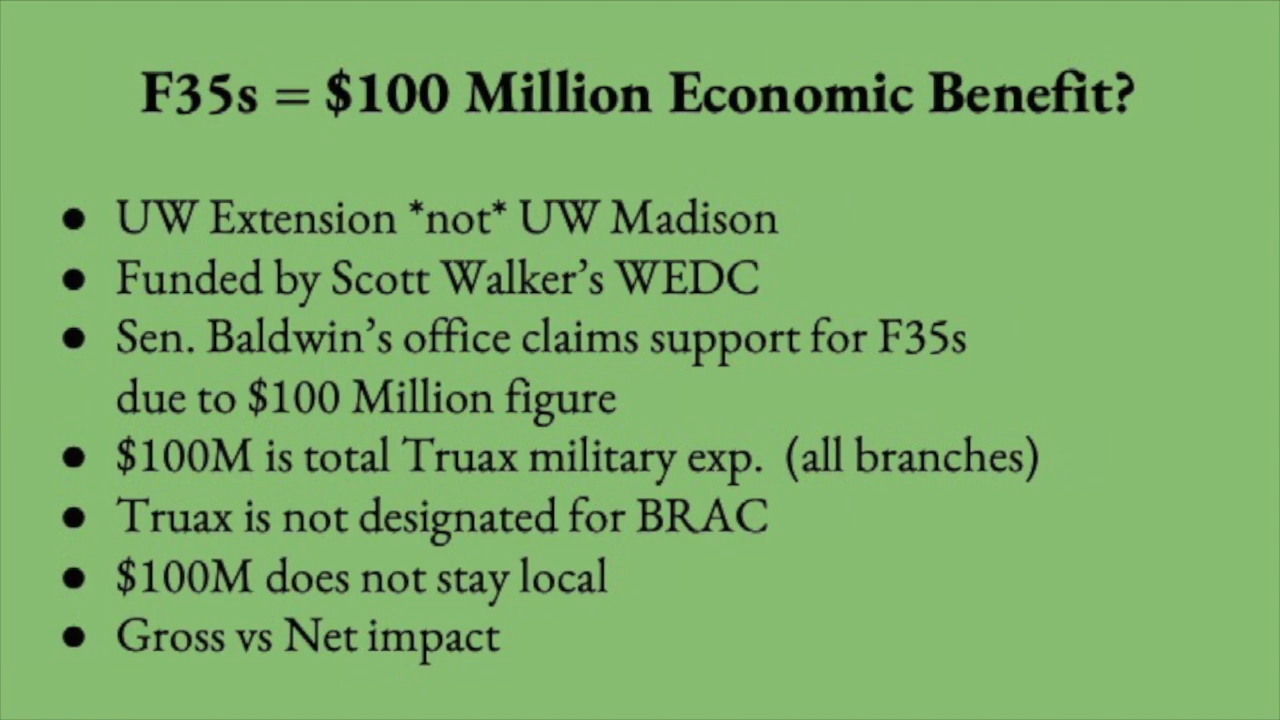 F35s = $100 Million Economic Benefit?
● UW Extension *not* UW Madison
● Funded by Scott Walker's WEDC
● Sen. Baldwin's office claims support for F35s
due to $100 Million figure
● $100M is total Truax military exp. (all branches)
● Truax is not designated for BRAC
● $100M does not stay local
● Gross vs Net impact